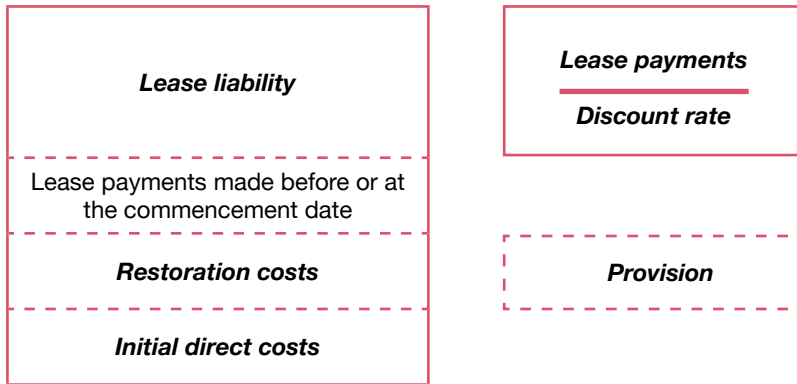 Lease liability
Lease payments made before or at
the commencement date
Restoration costs
Initial direct costs
Lease payments
Discount rate
Provision